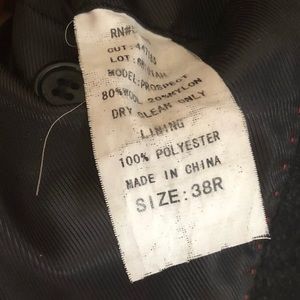 RN#
CUT:
LOT:
MODEL: PROSPECT
80% WOOL 20% NYLON
DRY CLEAN ONLY
LINING
100% POLYESTER
MADE IN CHINA
SIZE: 38R